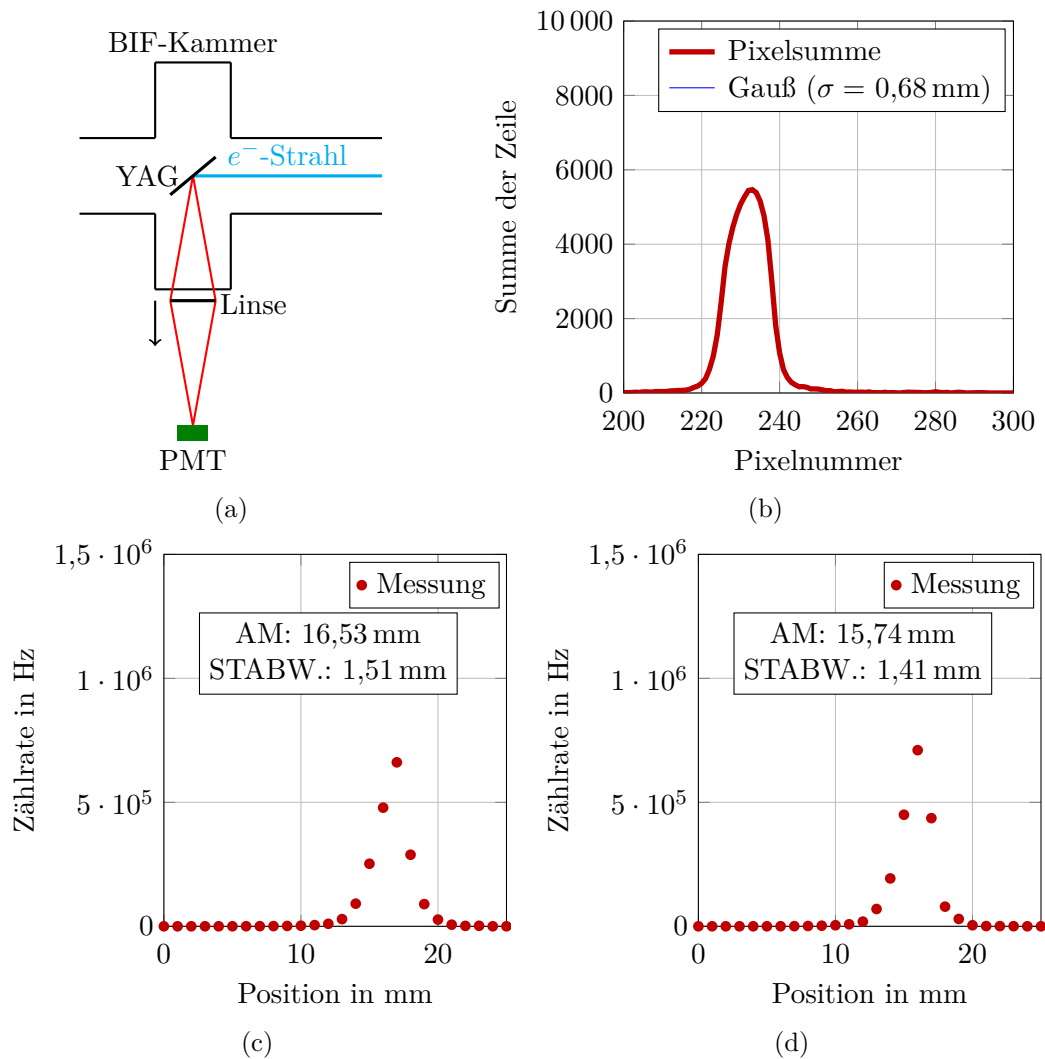 BIF-Kammer
YAG
e⁻-Strahl
Linse
PMT
(a)
10 000
8000
6000
4000
2000
0
200 220 240 260 280 300
Summe der Zeile
Pixelnummer
Pixelsumme
Gauß (σ = 0,68 mm)
(b)
1,5 · 10⁶
1 · 10⁶
5 · 10⁵
0
0 10 20
Zählrate in Hz
Position in mm
Messung
AM: 16,53 mm
STABW.: 1,51 mm
(c)
1,5 · 10⁶
1 · 10⁶
5 · 10⁵
0
0 10 20
Zählrate in Hz
Position in mm
Messung
AM: 15,74 mm
STABW.: 1,41 mm
(d)